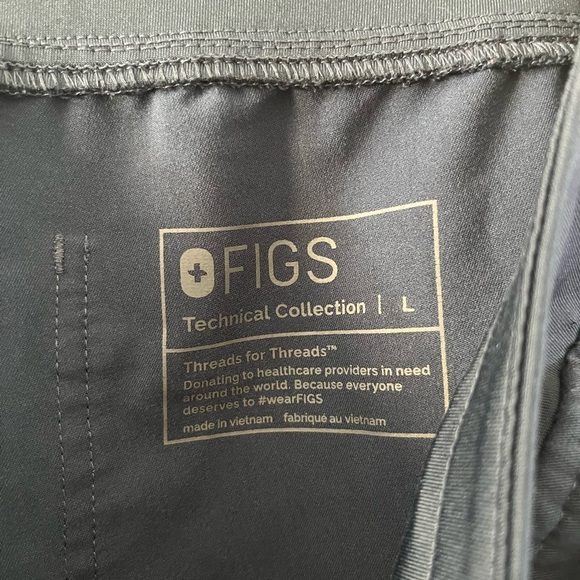 FIGS
Technical Collection | L
Threads for Threads™
Donating to healthcare providers in need
around the world. Because everyone
deserves to #wearFIGS
made in vietnam fabriqué au vietnam